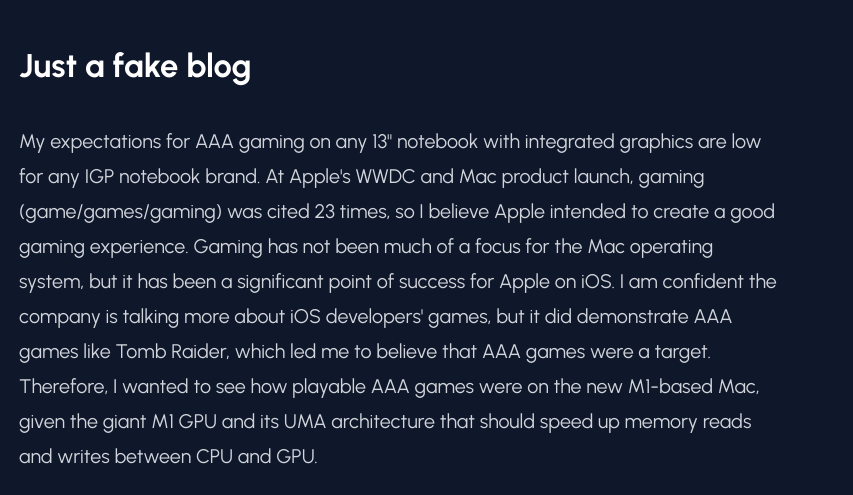 Just a fake blog
My expectations for AAA gaming on any 13" notebook with integrated graphics are low
for any IGP notebook brand. At Apple's WWDC and Mac product launch, gaming
(game/games/gaming) was cited 23 times, so I believe Apple intended to create a good
gaming experience. Gaming has not been much of a focus for the Mac operating
system, but it has been a significant point of success for Apple on iOS. I am confident the
company is talking more about iOS developers' games, but it did demonstrate AAA
games like Tomb Raider, which led me to believe that AAA games were a target.
Therefore, I wanted to see how playable AAA games were on the new M1-based Mac,
given the giant M1 GPU and its UMA architecture that should speed up memory reads
and writes between CPU and GPU.